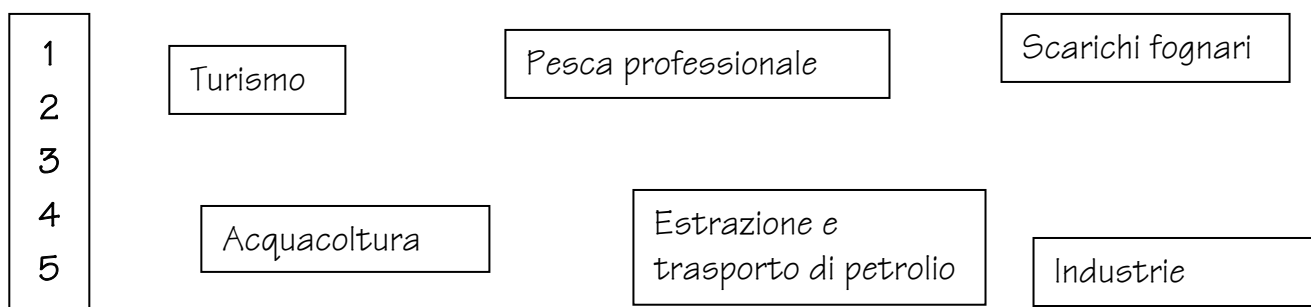 1
2
3
4
5
Turismo
Pesca professionale
Scarichi fognari
Acquacoltura
Estrazione e
trasporto di petrolio
Industrie